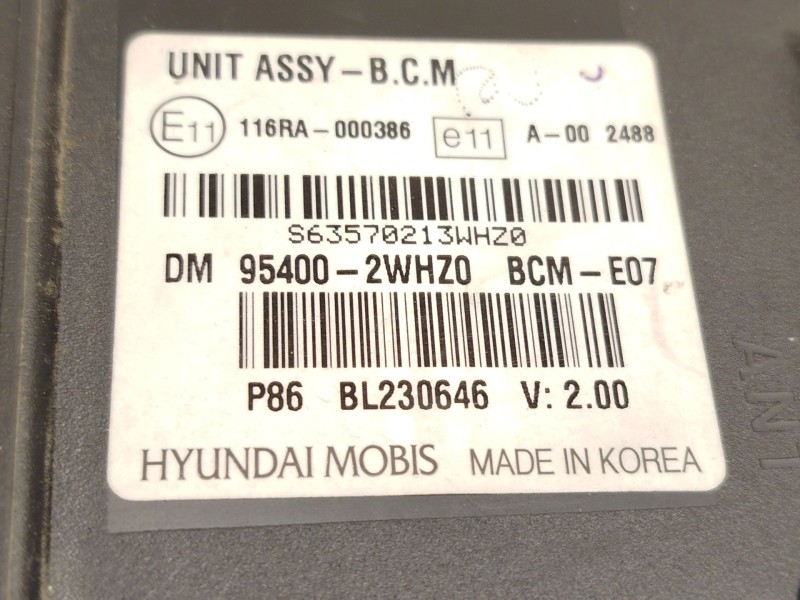 UNIT ASSY-B.C.M
E11 116RA-000386 e11 A-00 2488
S63570213WHZ0
DM 95400-2WHZ0 BCM-E07
P86 BL230646 V: 2.00
HYUNDAI MOBIS MADE IN KOREA
ANT